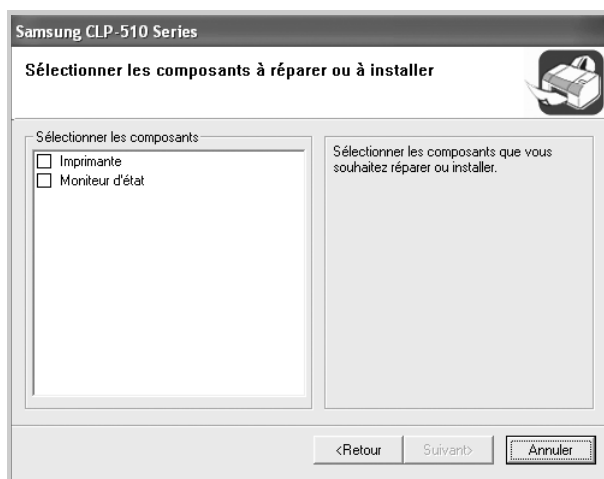 Samsung CLP-510 Series
Sélectionner les composants à réparer ou à installer
Sélectionner les composants
Imprimante
Moniteur d'état
Sélectionner les composants que vous
souhaitez réparer ou installer.
<Retour
Suivant>
Annuler